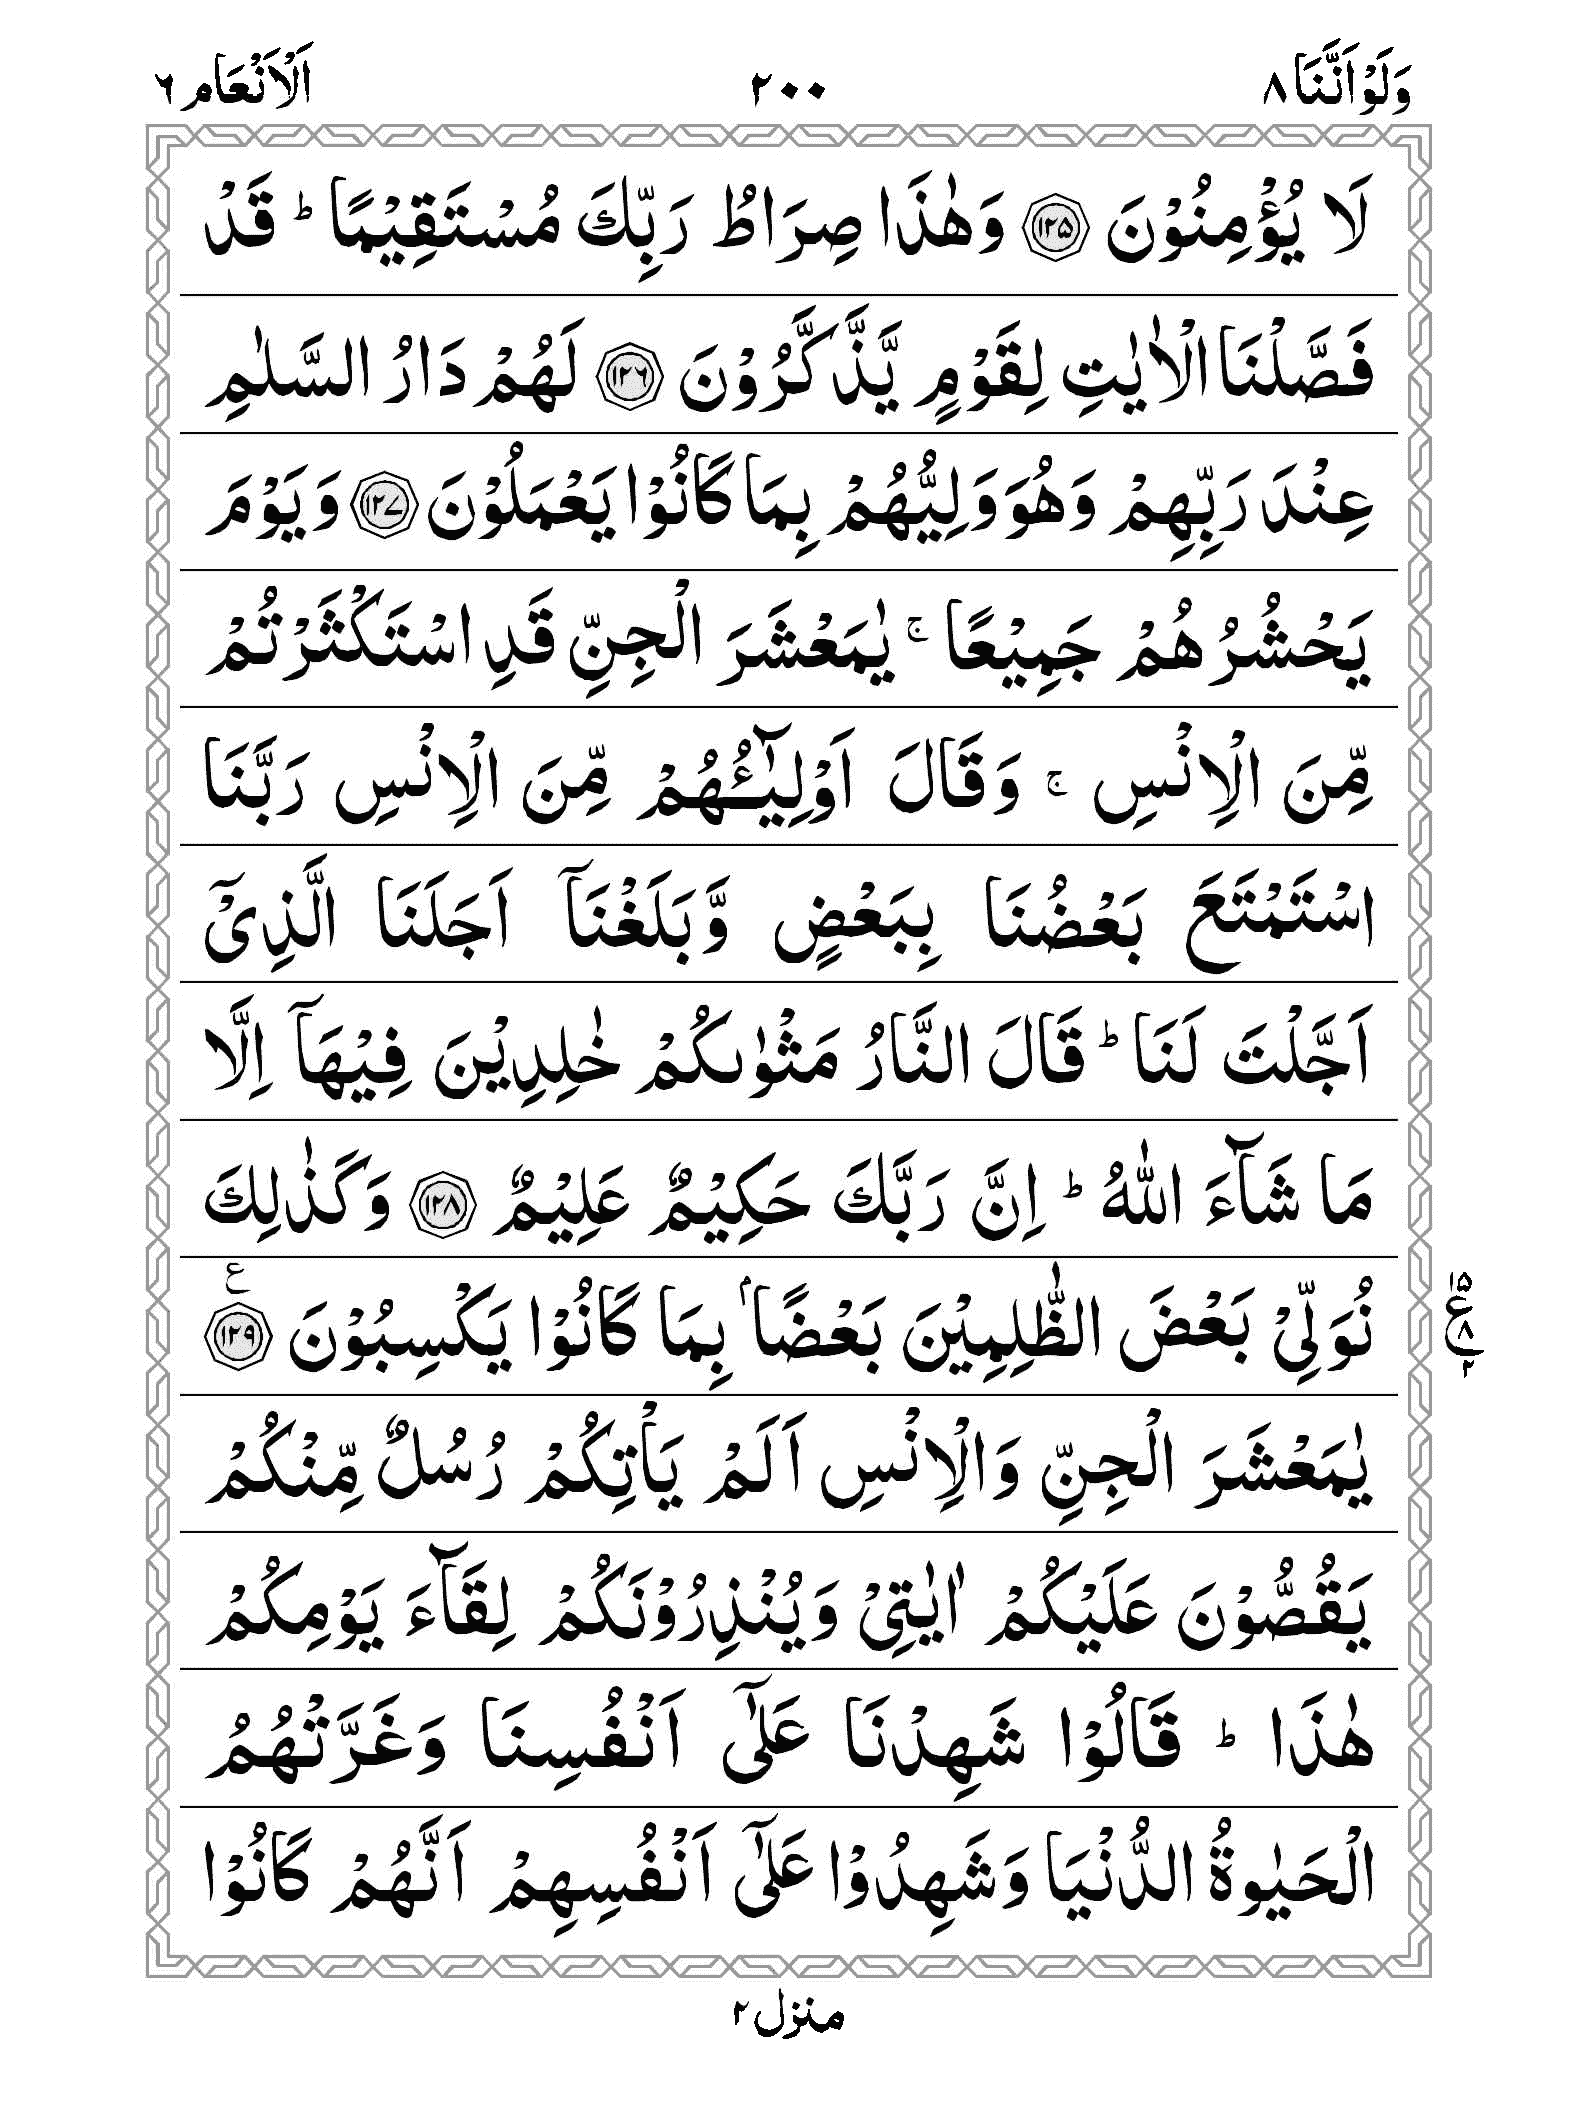 وَلَوْ اَنَّنَا ٨ ٢٠٠ اَلْاَنْعَام ٦
لَا يُؤْمِنُوْنَ ١٢٥ وَهٰذَا صِرَاطُ رَبِّكَ مُسْتَقِيْمًا ؕ قَدْ
فَصَّلْنَا الْاٰيٰتِ لِقَوْمٍ يَّذَّكَّرُوْنَ ١٢٦ لَهُمْ دَارُ السَّلٰمِ
عِنْدَ رَبِّهِمْ وَهُوَ وَلِيُّهُمْ بِمَا كَانُوْا يَعْمَلُوْنَ ١٢٧ وَيَوْمَ
يَحْشُرُهُمْ جَمِيْعًا ۚ يٰمَعْشَرَ الْجِنِّ قَدِ اسْتَكْثَرْتُمْ
مِّنَ الْاِنْسِ ۚ وَقَالَ اَوْلِيٰٓـُٔهُمْ مِّنَ الْاِنْسِ رَبَّنَا
اسْتَمْتَعَ بَعْضُنَا بِبَعْضٍ وَّبَلَغْنَاۤ اَجَلَنَا الَّذِيْۤ
اَجَّلْتَ لَنَا ؕ قَالَ النَّارُ مَثْوٰىكُمْ خٰلِدِيْنَ فِيْهَاۤ اِلَّا
مَا شَآءَ اللّٰهُ ؕ اِنَّ رَبَّكَ حَكِيْمٌ عَلِيْمٌ ١٢٨ وَكَذٰلِكَ
نُوَلِّيْ بَعْضَ الظّٰلِمِيْنَ بَعْضًاۢ بِمَا كَانُوْا يَكْسِبُوْنَ ١٢٩ ع
١٥ ع ٨ ٢
يٰمَعْشَرَ الْجِنِّ وَالْاِنْسِ اَلَمْ يَاْتِكُمْ رُسُلٌ مِّنْكُمْ
يَقُصُّوْنَ عَلَيْكُمْ اٰيٰتِيْ وَيُنْذِرُوْنَكُمْ لِقَآءَ يَوْمِكُمْ
هٰذَا ؕ قَالُوْا شَهِدْنَا عَلٰٓى اَنْفُسِنَا وَغَرَّتْهُمُ
الْحَيٰوةُ الدُّنْيَا وَشَهِدُوْا عَلٰٓى اَنْفُسِهِمْ اَنَّهُمْ كَانُوْا
منزل ٢